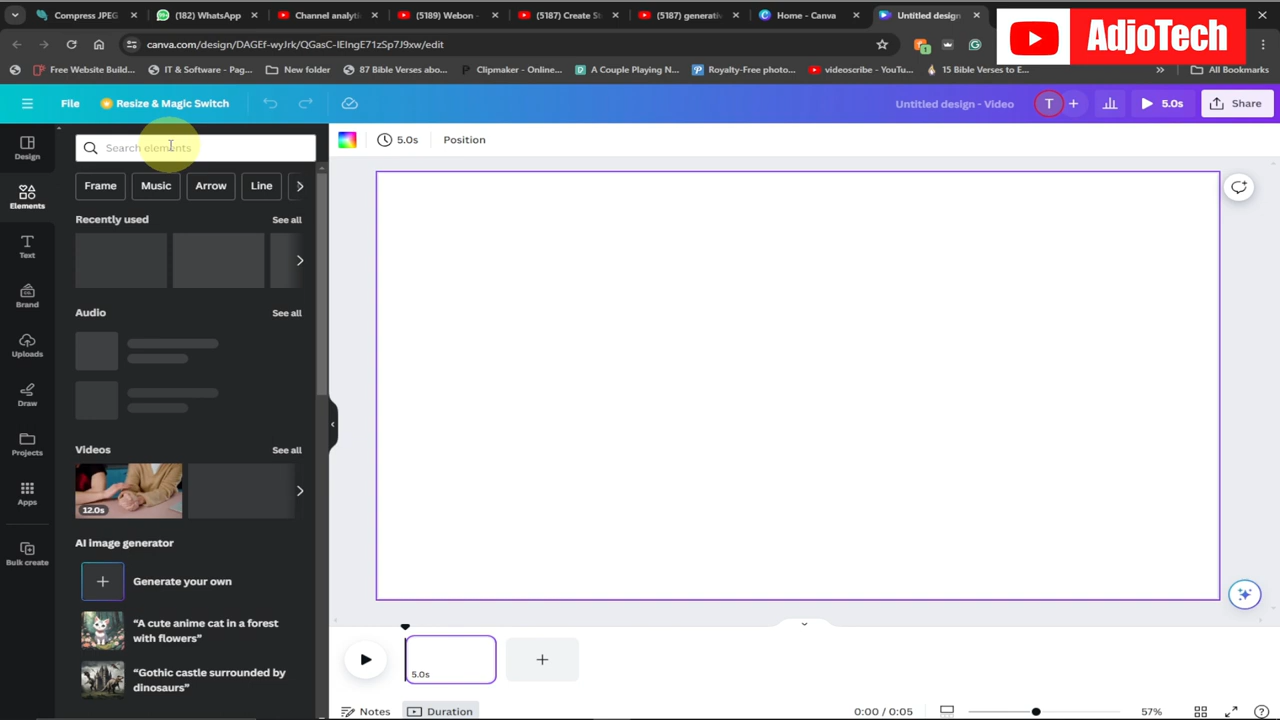 Compress JPEG
(182) WhatsApp
Channel analyti
(5189) Webon -
(5187) Create St
(5187) generativ
Home - Canva
Untitled design
AdjoTech
canva.com/design/DAGEf-wyJrk/QGasC-IEIngE71zSp7J9xw/edit
1
Free Website Build...
IT & Software - Pag...
New folder
87 Bible Verses abo...
Clipmaker - Online...
A Couple Playing N...
Royalty-Free photo...
videoscribe - YouTu...
15 Bible Verses to E...
All Bookmarks
File
Resize & Magic Switch
Untitled design - Video
T
5.0s
Share
Design
Elements
Text
Brand
Uploads
Draw
Projects
Apps
Bulk create
Search elements
Frame
Music
Arrow
Line
Recently used
See all
Audio
See all
Videos
See all
12.0s
AI image generator
Generate your own
“A cute anime cat in a forest
with flowers”
“Gothic castle surrounded by
dinosaurs”
5.0s
Position
5.0s
Notes
Duration
0:00 / 0:05
57%